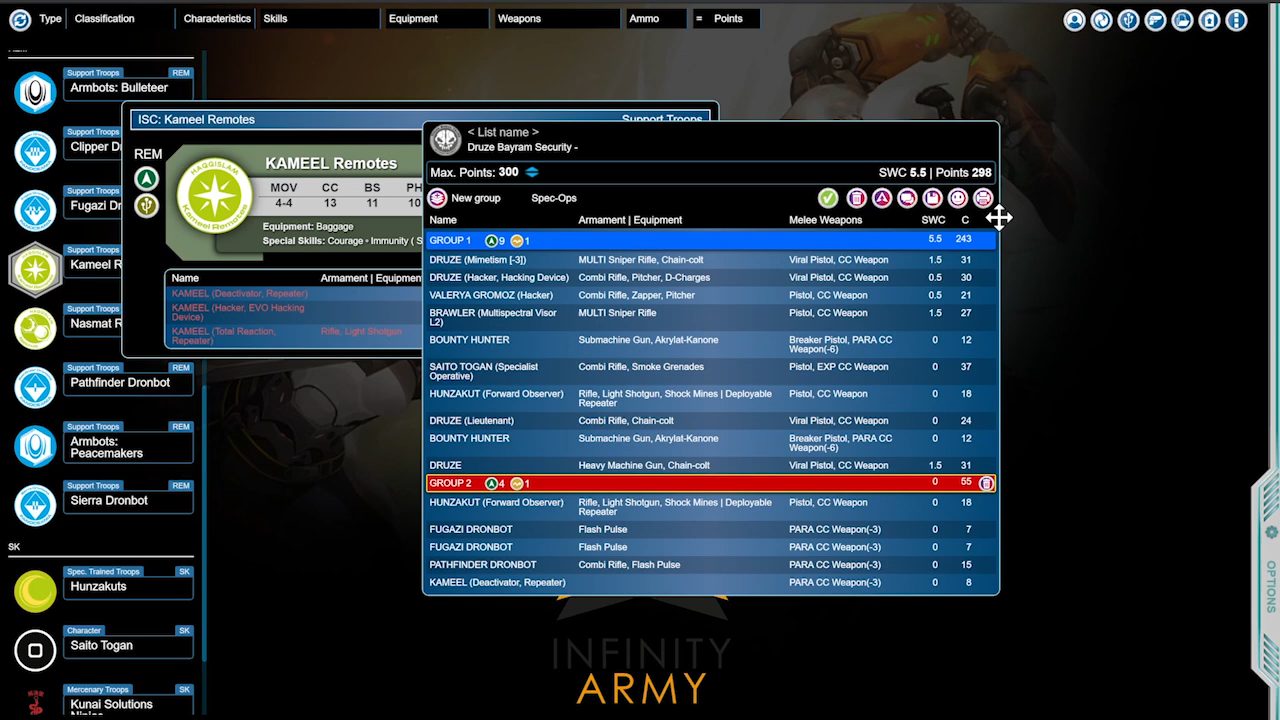 Type Classification Characteristics Skills Equipment Weapons Ammo = Points
Support Troops REM
Armbots: Bulleteer
Support Troops
Clipper D
Support Troops
Fugazi Dr
Support Troops
Kameel R
Support Troops
Nasmat R
Support Troops REM
Pathfinder Dronbot
Support Troops REM
Armbots:
Peacemakers
Support Troops REM
Sierra Dronbot
SK
Spec. Trained Troops SK
Hunzakuts
Character SK
Saito Togan
Mercenary Troops SK
Kunai Solutions
ISC: Kameel Remotes Support Troops
REM
HAQQISLAM
Kameel Remotes
KAMEEL Remotes
MOV CC BS PH
4-4 13 11 10
Equipment: Baggage
Special Skills: Courage • Immunity ( S
Name Armament | Equipmen
KAMEEL (Deactivator, Repeater)
KAMEEL (Hacker, EVO Hacking
Device)
KAMEEL (Total Reaction, Rifle, Light Shotgun
Repeater)
< List name >
Druze Bayram Security -
Max. Points: 300 SWC 5.5 | Points 298
New group Spec-Ops
Name Armament | Equipment Melee Weapons SWC C
GROUP 1 9 1 5.5 243
DRUZE (Mimetism [-3]) MULTI Sniper Rifle, Chain-colt Viral Pistol, CC Weapon 1.5 31
DRUZE (Hacker, Hacking Device) Combi Rifle, Pitcher, D-Charges Viral Pistol, CC Weapon 0.5 30
VALERYA GROMOZ (Hacker) Combi Rifle, Zapper, Pitcher Pistol, CC Weapon 0.5 21
BRAWLER (Multispectral Visor MULTI Sniper Rifle Pistol, CC Weapon 1.5 27
L2)
BOUNTY HUNTER Submachine Gun, Akrylat-Kanone Breaker Pistol, PARA CC 0 12
Weapon(-6)
SAITO TOGAN (Specialist Combi Rifle, Smoke Grenades Pistol, EXP CC Weapon 0 37
Operative)
HUNZAKUT (Forward Observer) Rifle, Light Shotgun, Shock Mines | Deployable Pistol, CC Weapon 0 18
Repeater
DRUZE (Lieutenant) Combi Rifle, Chain-colt Viral Pistol, CC Weapon 0 24
BOUNTY HUNTER Submachine Gun, Akrylat-Kanone Breaker Pistol, PARA CC 0 12
Weapon(-6)
DRUZE Heavy Machine Gun, Chain-colt Viral Pistol, CC Weapon 1.5 31
GROUP 2 4 1 0 55
HUNZAKUT (Forward Observer) Rifle, Light Shotgun, Shock Mines | Deployable Pistol, CC Weapon 0 18
Repeater
FUGAZI DRONBOT Flash Pulse PARA CC Weapon(-3) 0 7
FUGAZI DRONBOT Flash Pulse PARA CC Weapon(-3) 0 7
PATHFINDER DRONBOT Combi Rifle, Flash Pulse PARA CC Weapon(-3) 0 15
KAMEEL (Deactivator, Repeater) PARA CC Weapon(-3) 0 8
INFINITY
ARMY
OPTIONS